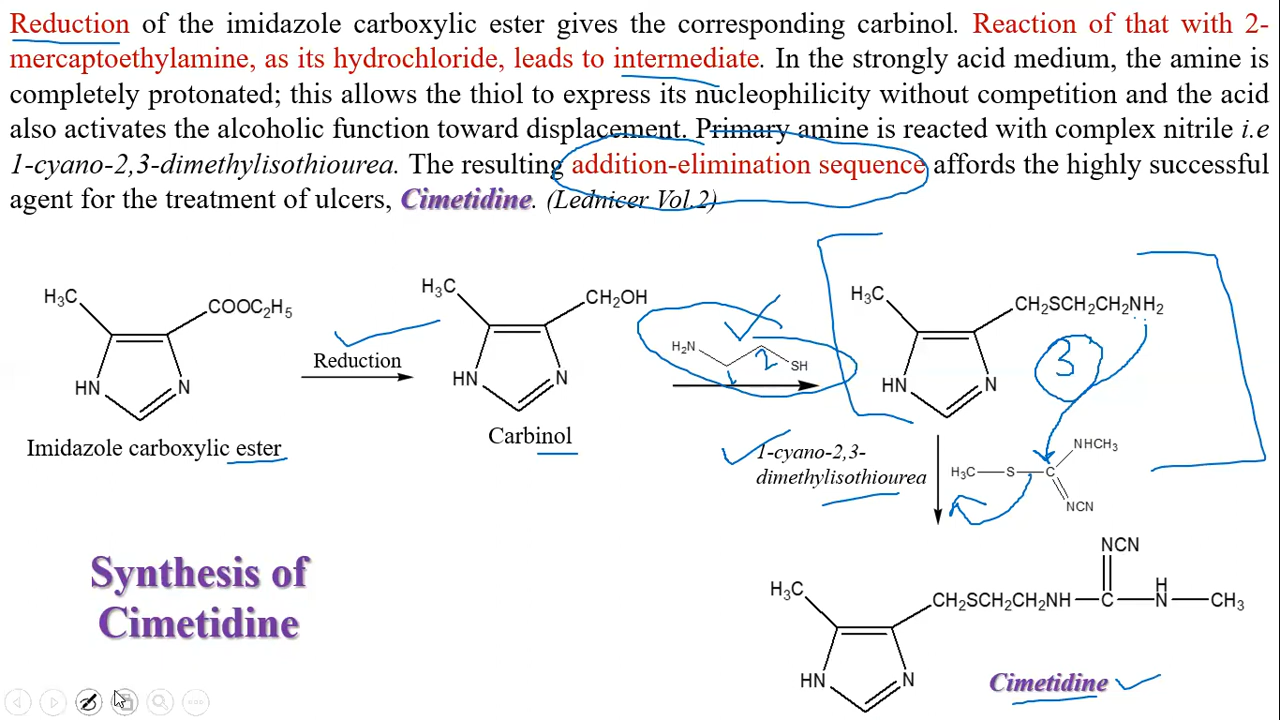 Reduction of the imidazole carboxylic ester gives the corresponding carbinol. Reaction of that with 2-
mercaptoethylamine, as its hydrochloride, leads to intermediate. In the strongly acid medium, the amine is
completely protonated; this allows the thiol to express its nucleophilicity without competition and the acid
also activates the alcoholic function toward displacement. Primary amine is reacted with complex nitrile i.e
1-cyano-2,3-dimethylisothiourea. The resulting addition-elimination sequence affords the highly successful
agent for the treatment of ulcers, Cimetidine. (Lednicer Vol.2)
H₃C
COOC₂H₅
HN
N
Imidazole carboxylic ester
Reduction
H₃C
CH₂OH
HN
N
Carbinol
H₂N
SH
1
2
H₃C
CH₂SCH₂CH₂NH₂
HN
N
3
1-cyano-2,3-
dimethylisothiourea
NHCH₃
H₃C
S
C
NCN
Synthesis of
Cimetidine
NCN
H₃C
CH₂SCH₂CH₂NH
C
H
N
CH₃
HN
N
Cimetidine